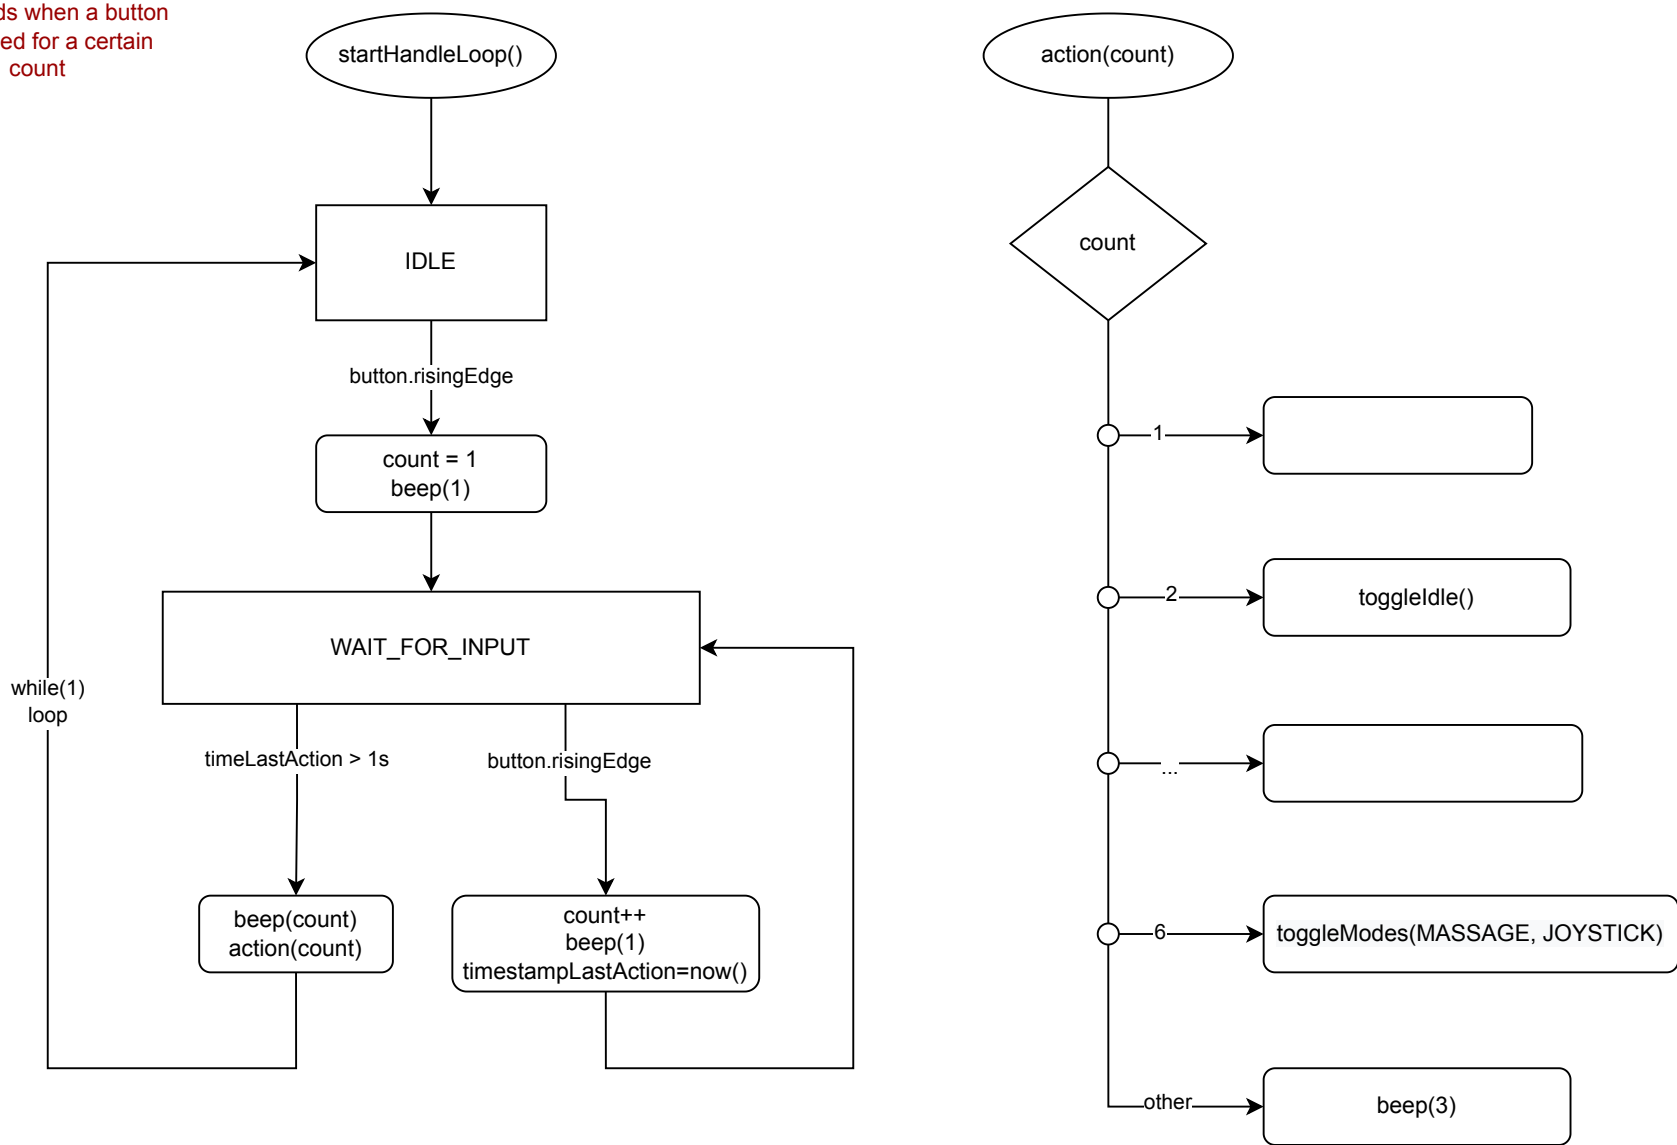 when a button
for a certain
count
startHandleLoop()
IDLE
button.risingEdge
count = 1
beep(1)
WAIT_FOR_INPUT
while(1)
loop
timeLastAction > 1s
button.risingEdge
beep(count)
action(count)
count++
beep(1)
timestampLastAction=now()
action(count)
count
1
2
toggleIdle()
...
6
toggleModes(MASSAGE, JOYSTICK)
other
beep(3)